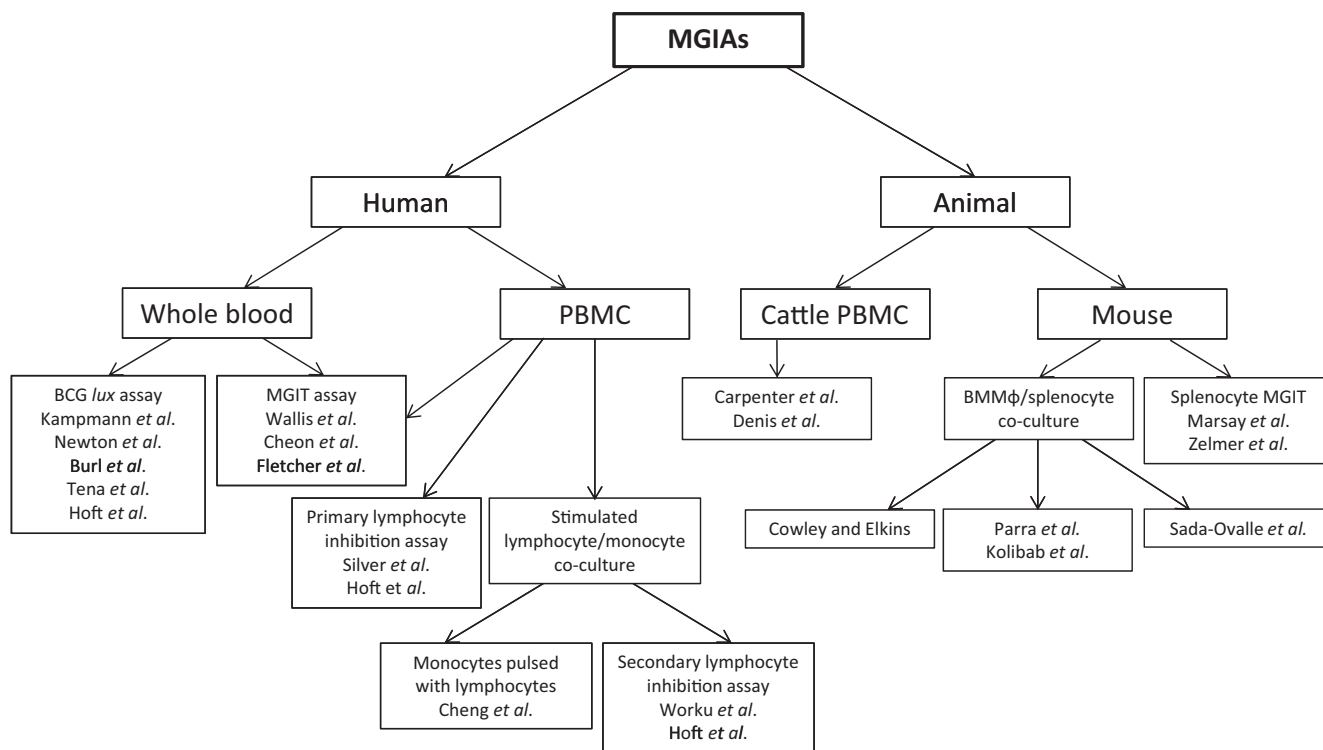 MGIAs
Human
Animal
Whole blood
PBMC
Cattle PBMC
Mouse
BCG lux assay
Kampmann et al.
Newton et al.
Burl et al.
Tena et al.
Hoft et al.
MGIT assay
Wallis et al.
Cheon et al.
Fletcher et al.
Carpenter et al.
Denis et al.
BMMϕ/splenocyte
co-culture
Splenocyte MGIT
Marsay et al.
Zelmer et al.
Primary lymphocyte
inhibition assay
Silver et al.
Hoft et al.
Stimulated
lymphocyte/monocyte
co-culture
Cowley and Elkins
Parra et al.
Kolibab et al.
Sada-Ovalle et al.
Monocytes pulsed
with lymphocytes
Cheng et al.
Secondary lymphocyte
inhibition assay
Worku et al.
Hoft et al.